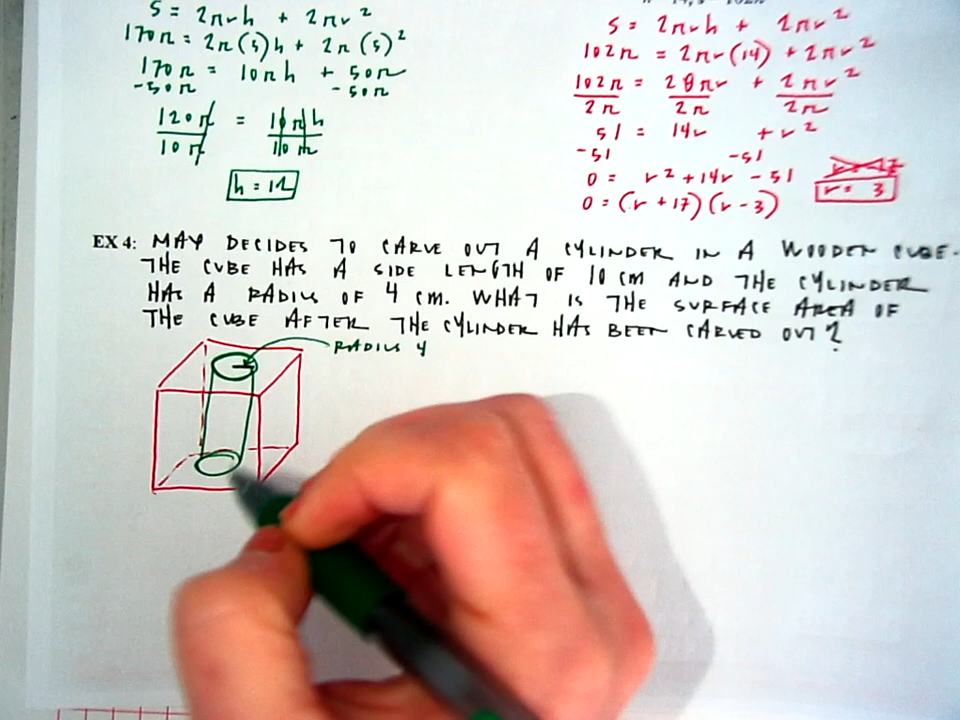 S = 2πrh + 2πr²
170π = 2π(5)h + 2π(5)²
170π = 10πh + 50π
-50π -50π
120π = 10πh
10π 10π
h = 12
S = 2πrh + 2πr²
102π = 2πr(14) + 2πr²
102π = 28πr + 2πr²
2π 2π 2π
51 = 14r + r²
-51 -51
0 = r² + 14r - 51
0 = (r + 17)(r - 3)
r = 3
EX 4: MAY DECIDES TO CARVE OUT A CYLINDER IN A WOODEN CUBE.
THE CUBE HAS A SIDE LENGTH OF 10 CM AND THE CYLINDER
HAS A RADIUS OF 4 CM. WHAT IS THE SURFACE AREA OF
THE CUBE AFTER THE CYLINDER HAS BEEN CARVED OUT?
RADIUS 4